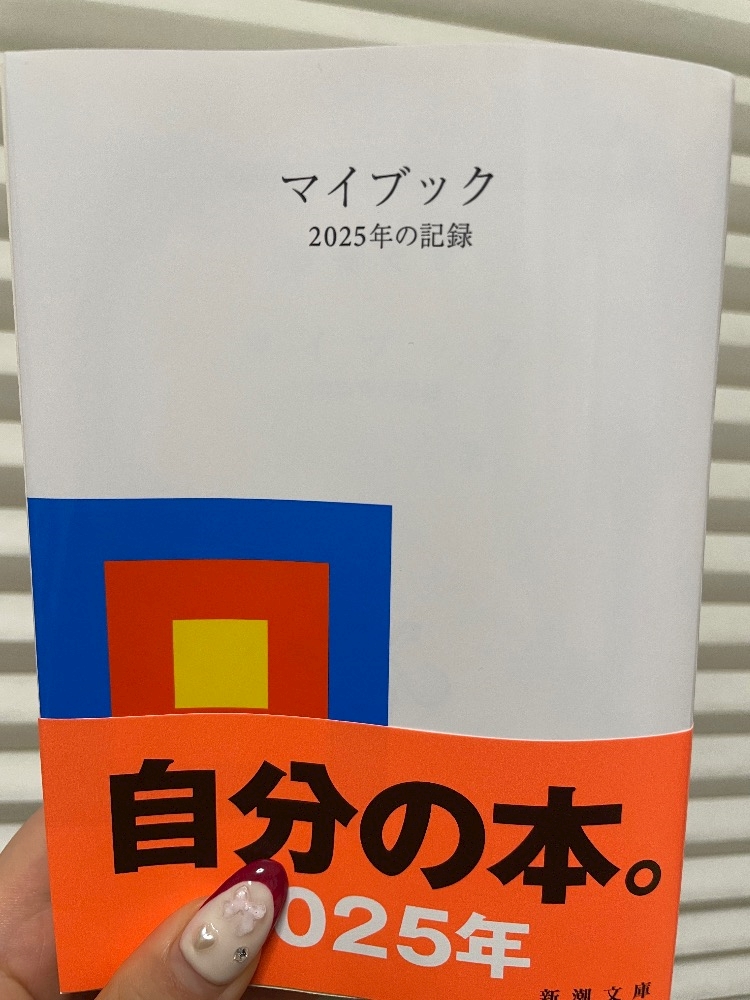 マイブック
2025年の記録
自分の本。
025年
新潮文庫